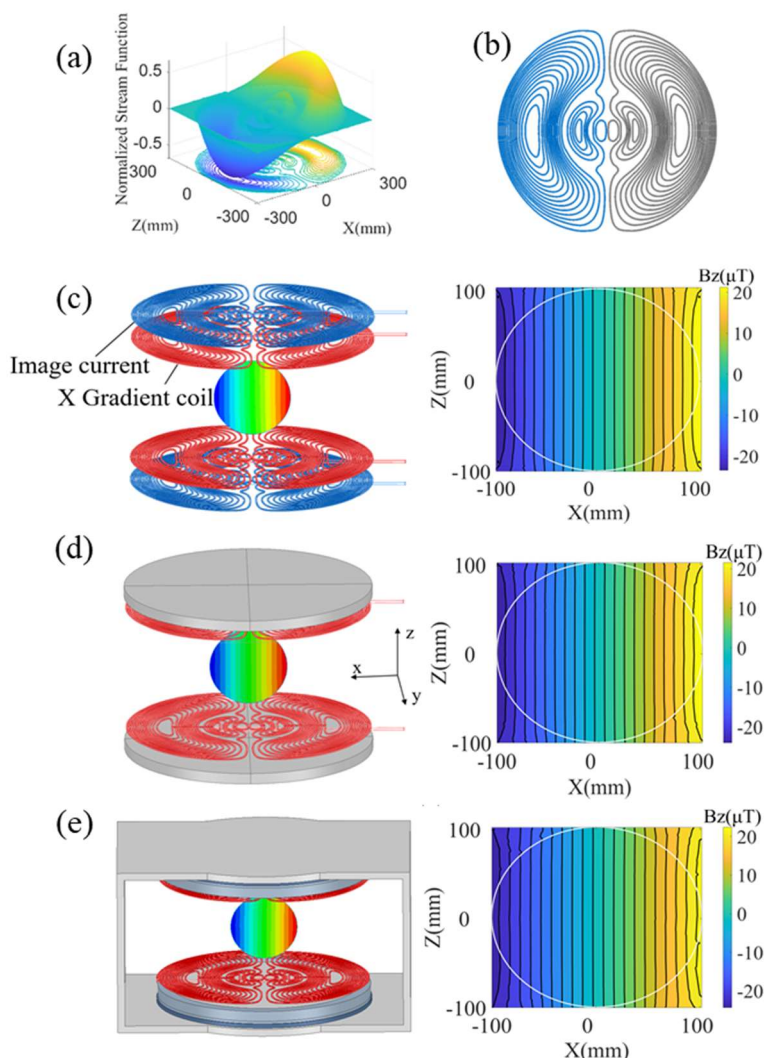 (a)
Normalized Stream Function
0.5
0
-0.5
300
0
-300
Z(mm)
-300
0
300
X(mm)
(b)
(c)
Image current
X Gradient coil
Bz(μT)
100
0
-100
Z(mm)
-100
0
100
X(mm)
20
10
0
-10
-20
(d)
z
x
y
Bz(μT)
100
0
-100
Z(mm)
-100
0
100
X(mm)
20
10
0
-10
-20
(e)
Bz(μT)
100
0
-100
Z(mm)
-100
0
100
X(mm)
20
10
0
-10
-20